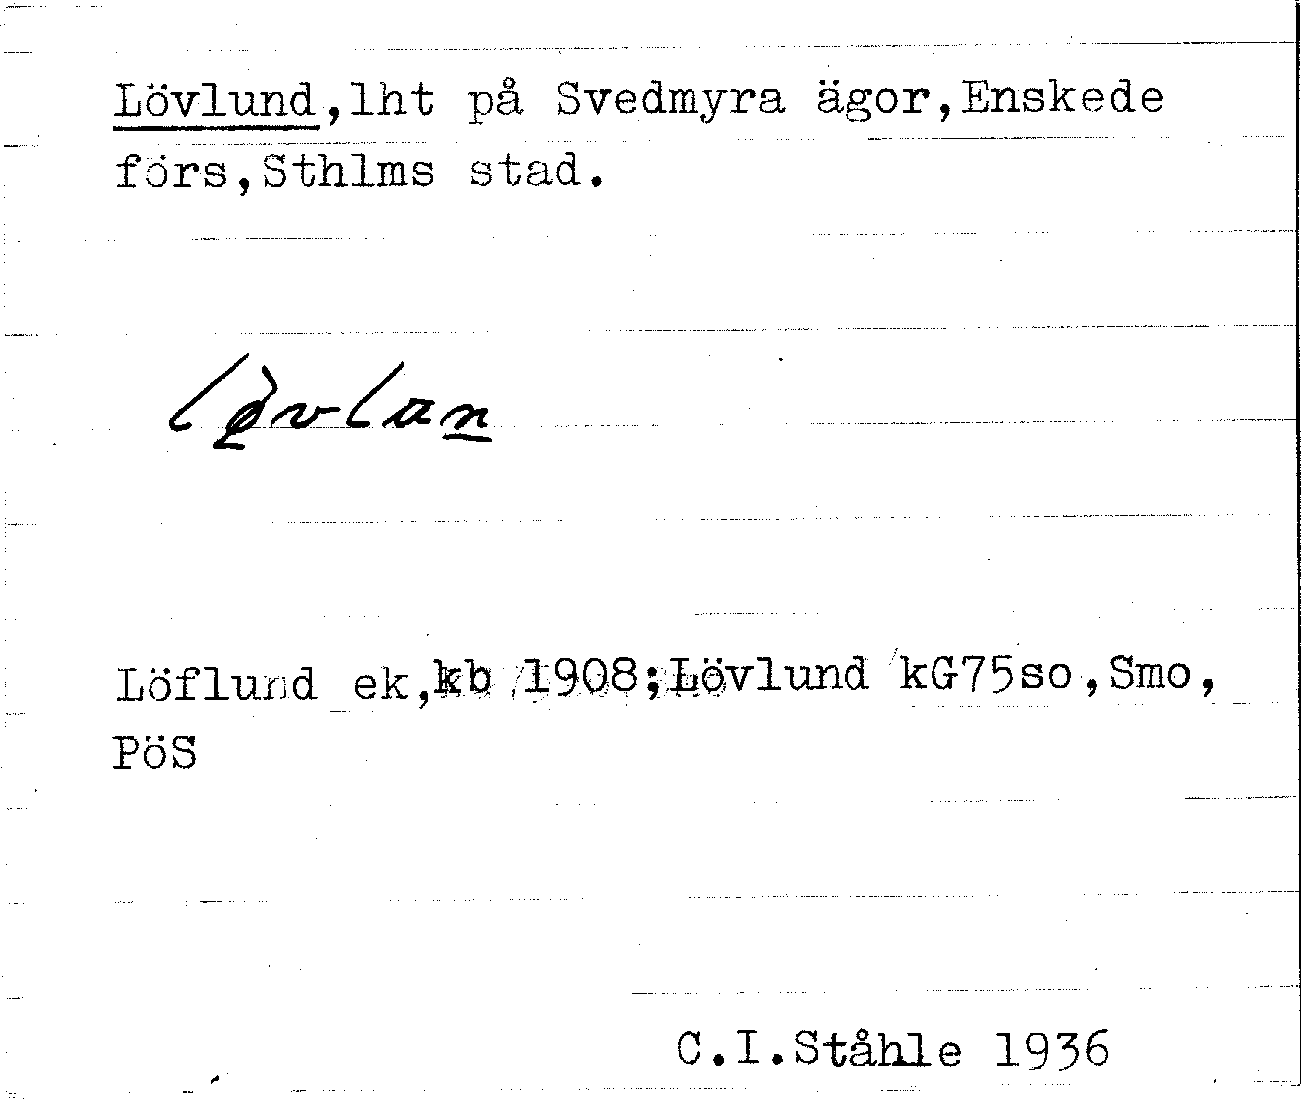 Lövlund,lht på Svedmyra ägor,Enskede
förs,Sthlms stad.
Löflund ek,kb 1908;Lövlund kG75so,Smo,
PöS
C.I.Ståhle 1936